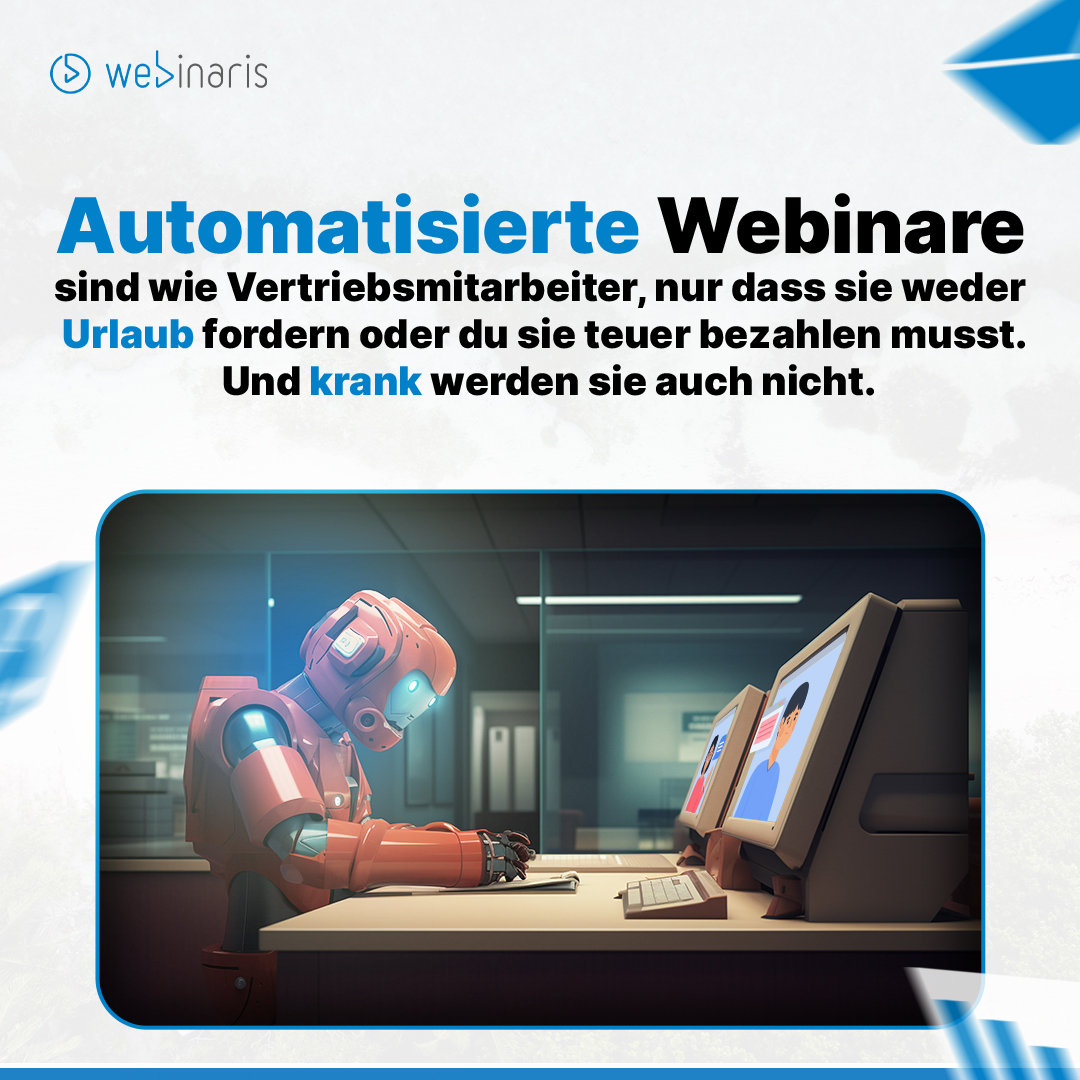 webinaris
Automatisierte Webinare
sind wie Vertriebsmitarbeiter, nur dass sie weder
Urlaub fordern oder du sie teuer bezahlen musst.
Und krank werden sie auch nicht.